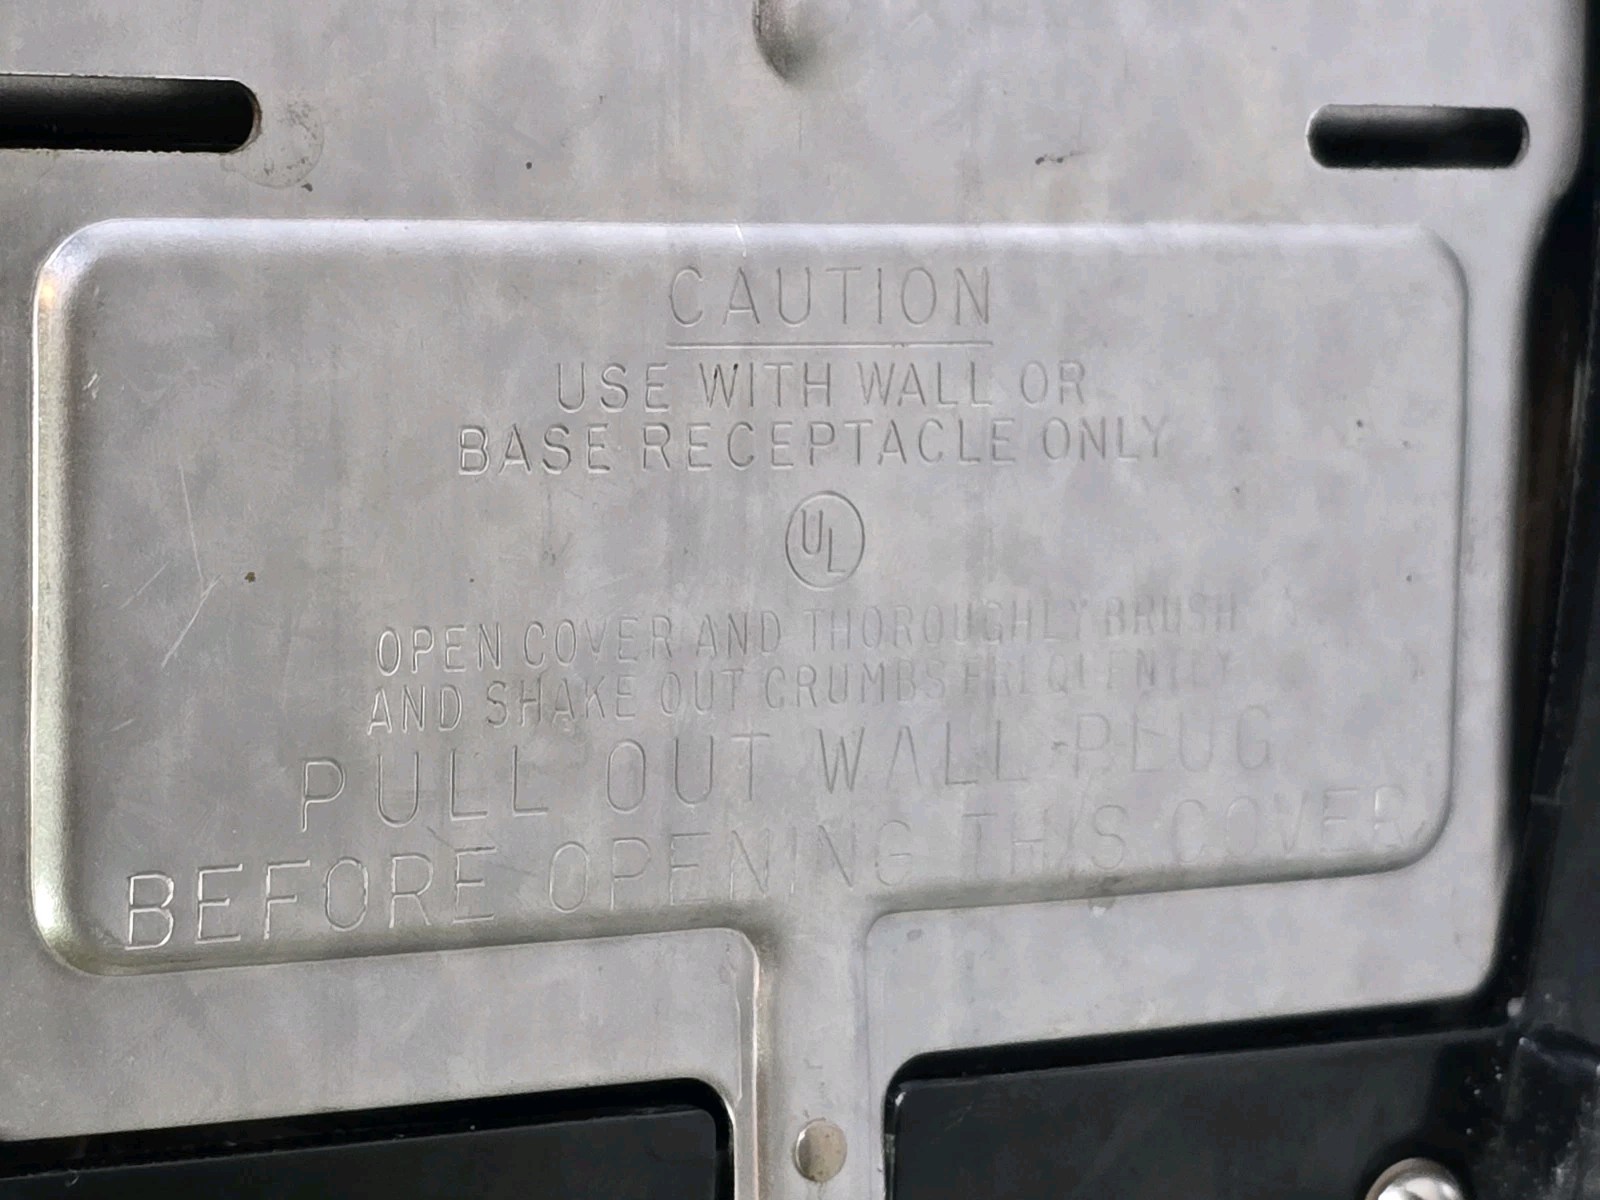 CAUTION
USE WITH WALL OR
BASE RECEPTACLE ONLY
UL
OPEN COVER AND THOROUGHLY BRUSH
AND SHAKE OUT CRUMBS FREQUENTLY
PULL OUT WALL PLUG
BEFORE OPENING THIS COVER